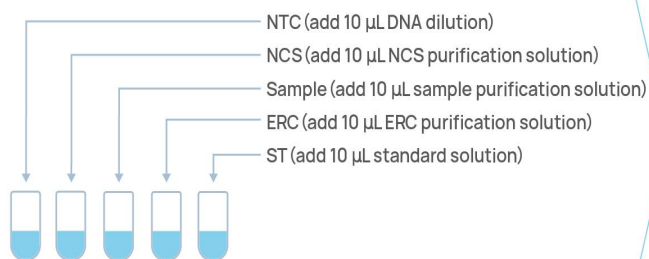 NTC (add 10 μL DNA dilution)
NCS (add 10 μL NCS purification solution)
Sample (add 10 μL sample purification solution)
ERC (add 10 μL ERC purification solution)
ST (add 10 μL standard solution)